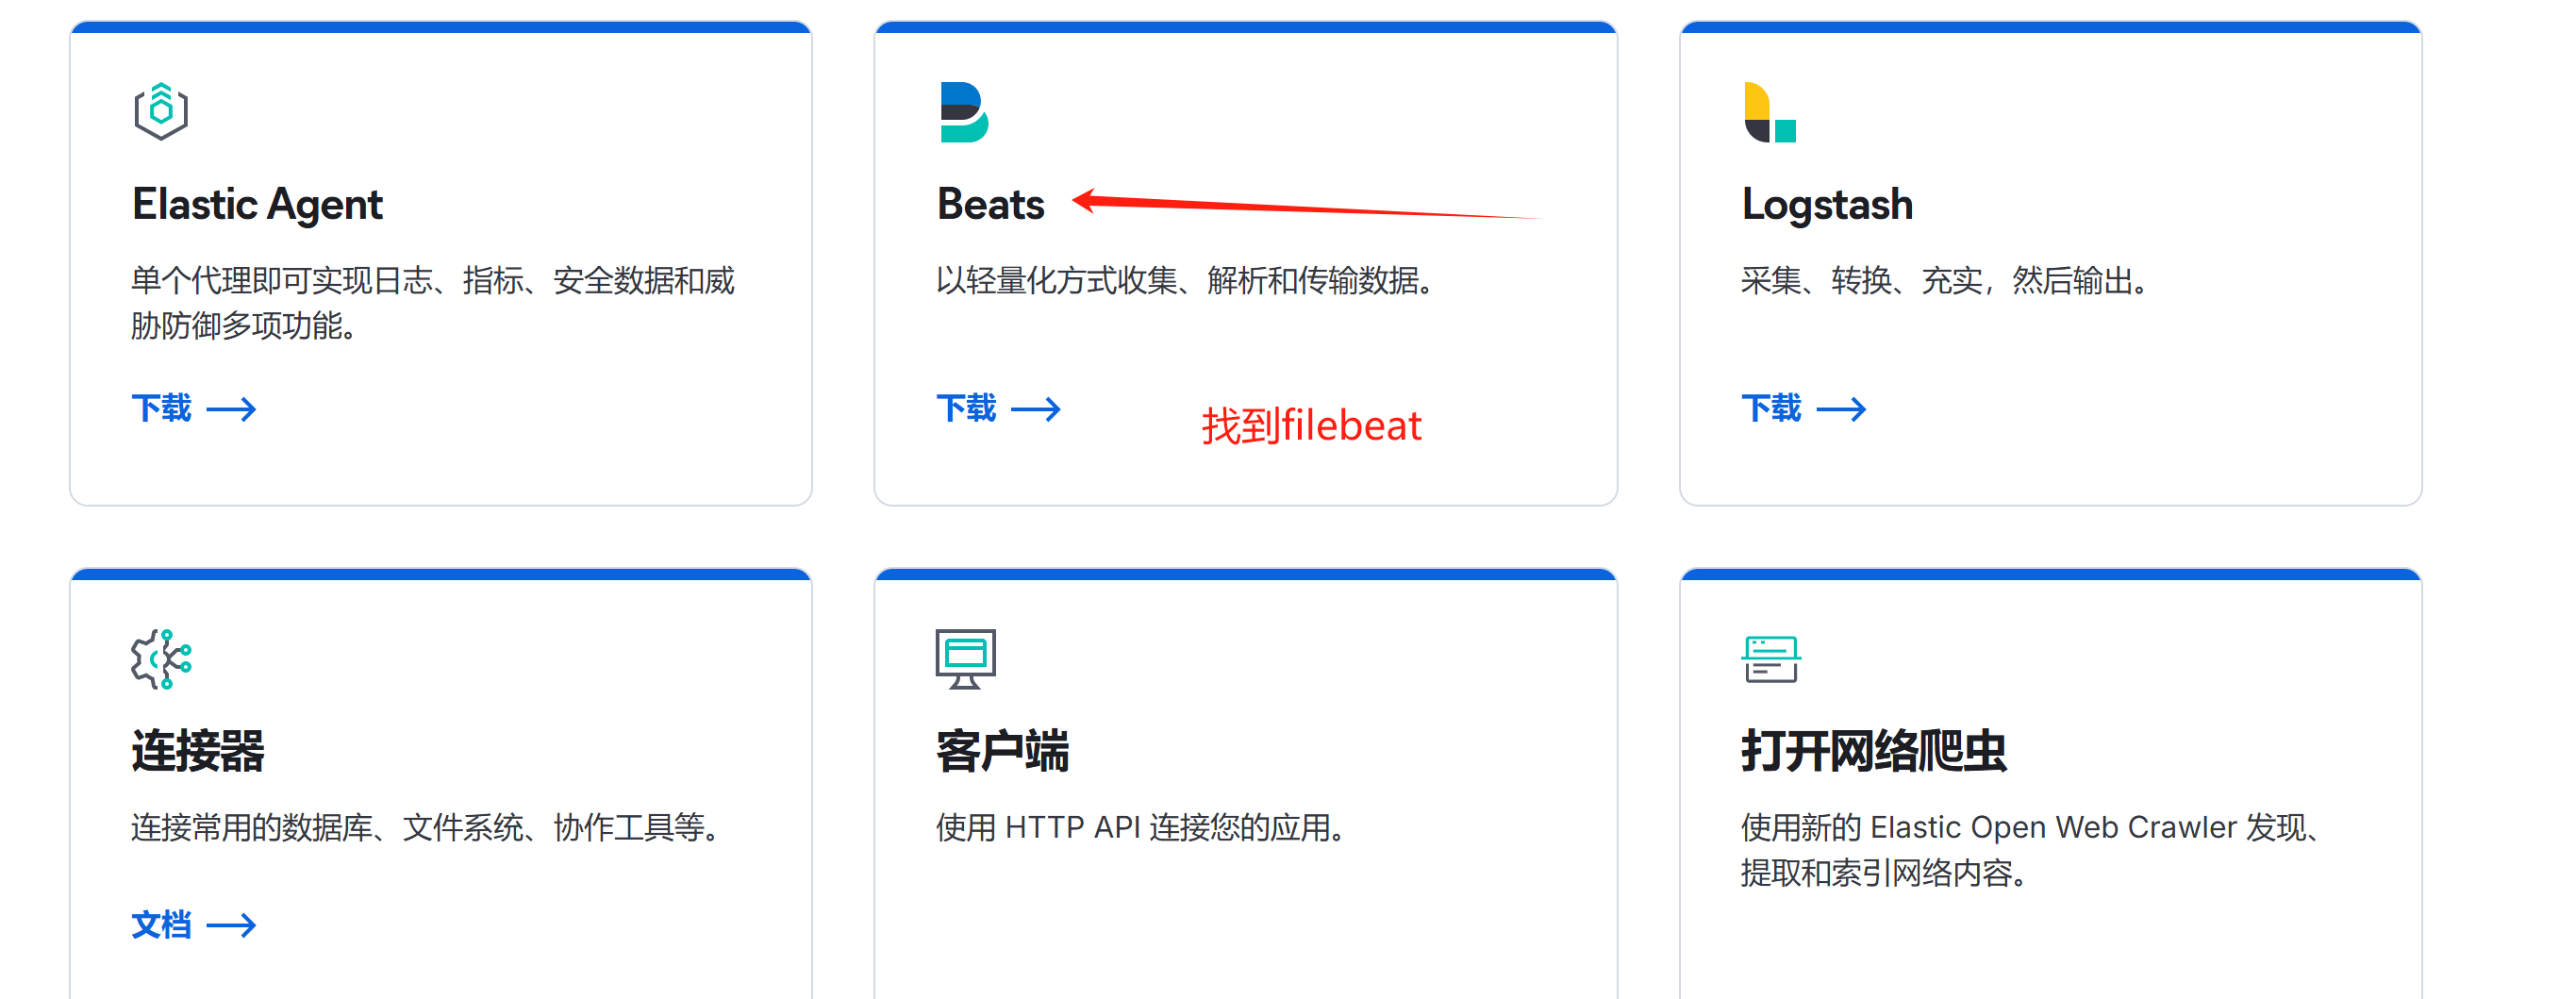 Elastic Agent
单个代理即可实现日志、指标、安全数据和威
胁防御多项功能。
下载
Beats
以轻量化方式收集、解析和传输数据。
下载
找到filebeat
Logstash
采集、转换、充实，然后输出。
下载
连接器
连接常用的数据库、文件系统、协作工具等。
文档
客户端
使用 HTTP API 连接您的应用。
打开网络爬虫
使用新的 Elastic Open Web Crawler 发现、
提取和索引网络内容。